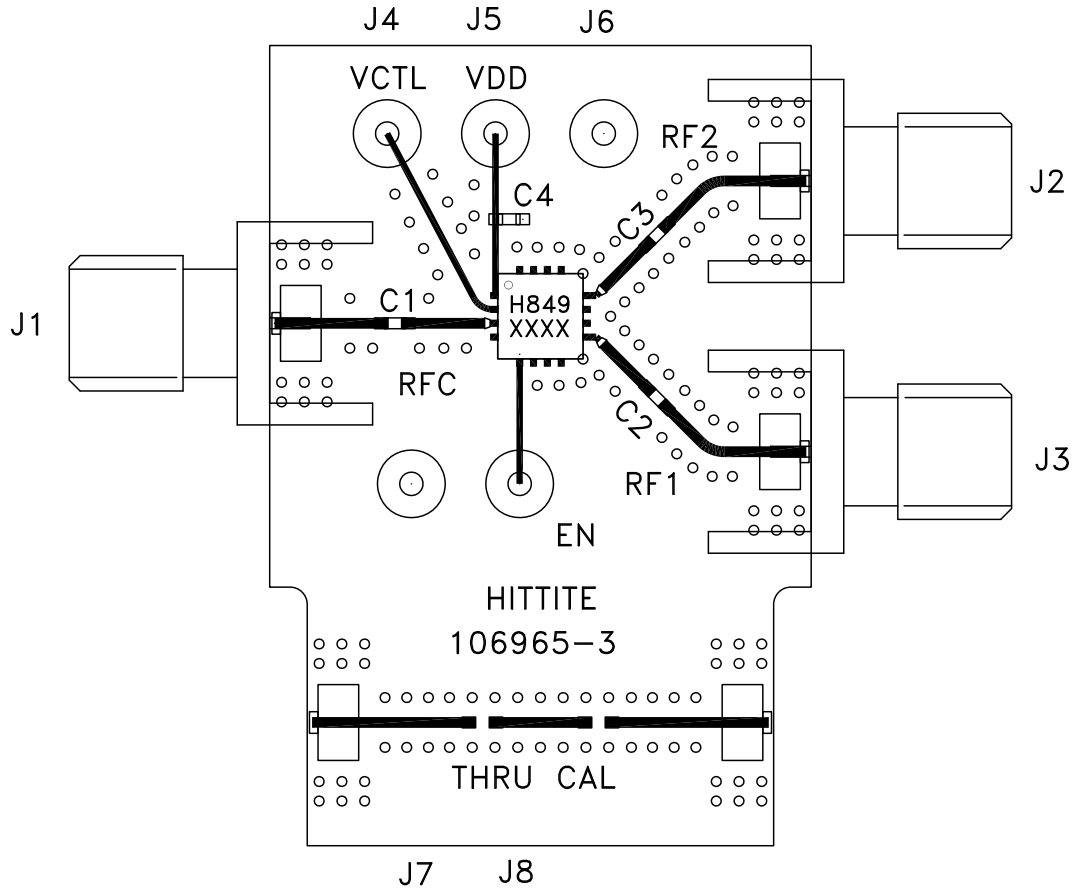 J4 J5 J6
VCTL VDD
RF2
J2
C4
C3
J1
C1
H849
XXXX
RFC
C2
RF1
J3
EN
HITTITE
106965-3
THRU CAL
J7 J8